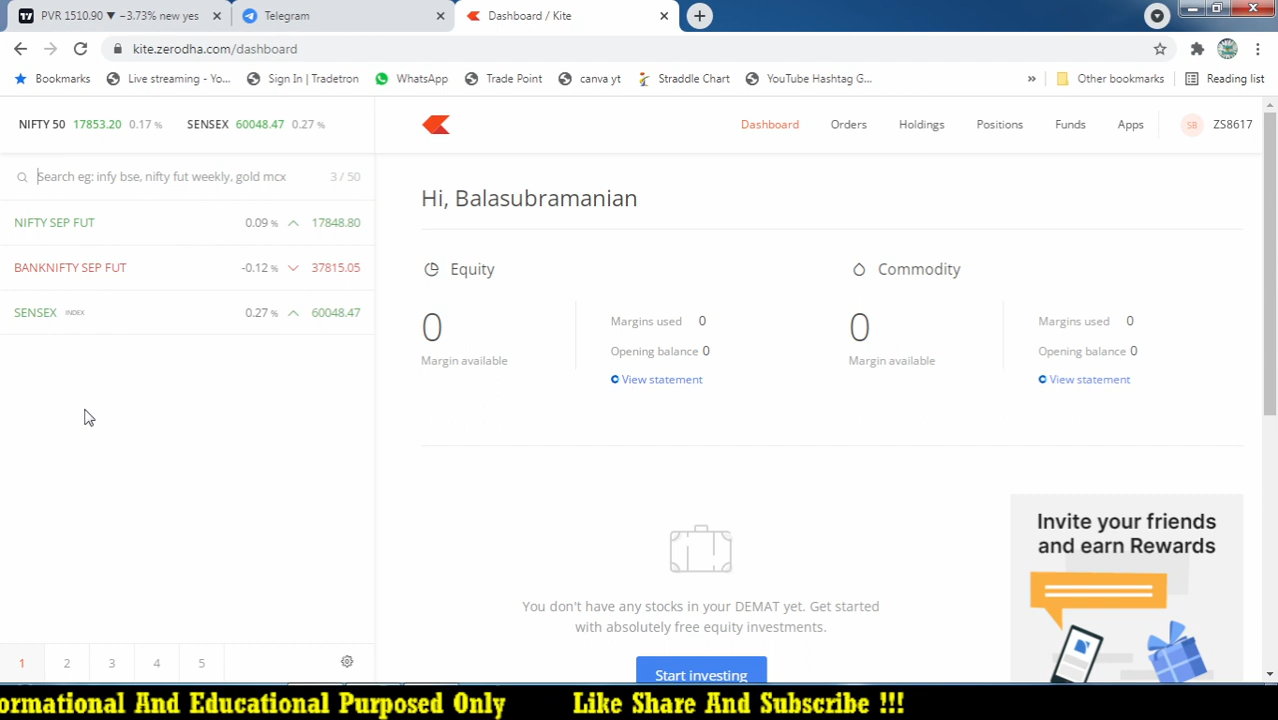 PVR 1510.90 ▼ −3.73% new yes
Telegram
Dashboard / Kite
kite.zerodha.com/dashboard
Bookmarks
Live streaming - Yo...
Sign In | Tradetron
WhatsApp
Trade Point
canva yt
Straddle Chart
YouTube Hashtag G...
»
Other bookmarks
Reading list
NIFTY 50 17853.20 0.17 % SENSEX 60048.47 0.27 %
Dashboard Orders Holdings Positions Funds Apps SB ZS8617
Search eg: infy bse, nifty fut weekly, gold mcx 3 / 50
NIFTY SEP FUT 0.09 % 17848.80
BANKNIFTY SEP FUT -0.12 % 37815.05
SENSEX INDEX 0.27 % 60048.47
Hi, Balasubramanian
Equity
0
Margin available
Margins used 0
Opening balance 0
View statement
Commodity
0
Margin available
Margins used 0
Opening balance 0
View statement
You don't have any stocks in your DEMAT yet. Get started
with absolutely free equity investments.
Start investing
Invite your friends
and earn Rewards
1 2 3 4 5
ormational And Educational Purposed Only Like Share And Subscribe !!!